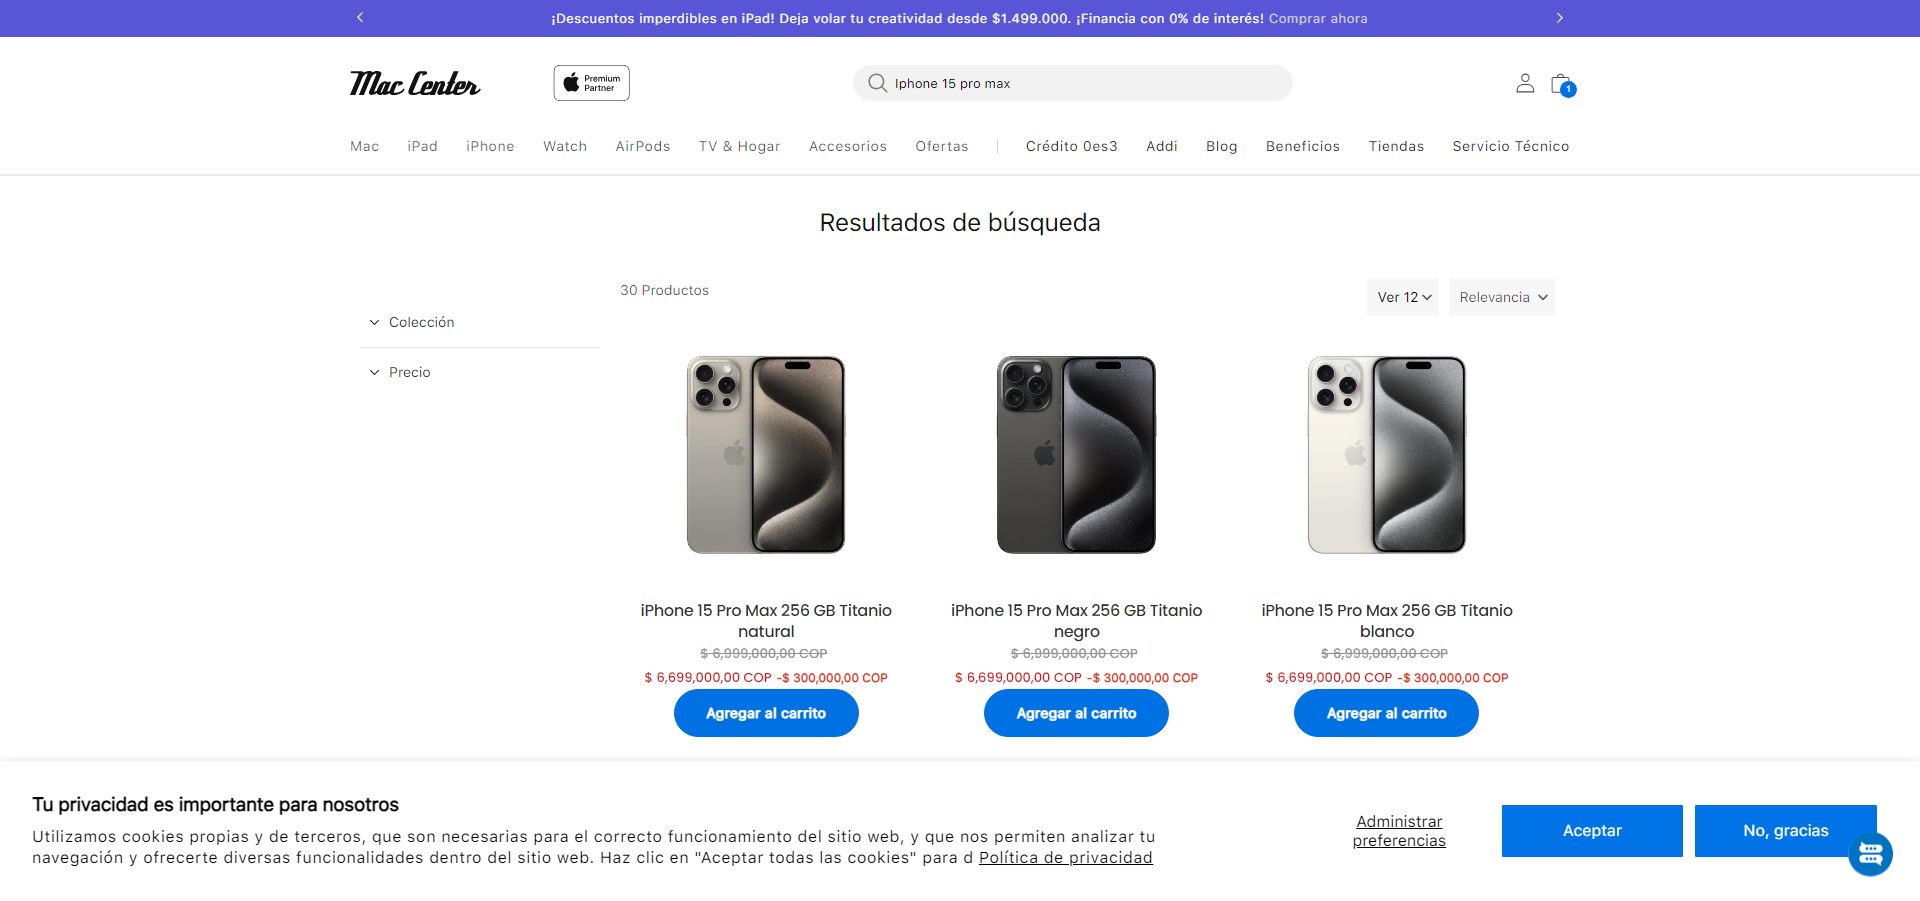 ¡Descuentos imperdibles en iPad! Deja volar tu creatividad desde $1.499.000. ¡Financia con 0% de interés! Comprar ahora
Mac Center
Premium
Partner
Iphone 15 pro max
1
Mac iPad iPhone Watch AirPods TV & Hogar Accesorios Ofertas Crédito 0es3 Addi Blog Beneficios Tiendas Servicio Técnico
Resultados de búsqueda
30 Productos
Ver 12
Relevancia
Colección
Precio
iPhone 15 Pro Max 256 GB Titanio
natural
$ 6,999,000,00 COP
$ 6,699,000,00 COP -$ 300,000,00 COP
Agregar al carrito
iPhone 15 Pro Max 256 GB Titanio
negro
$ 6,999,000,00 COP
$ 6,699,000,00 COP -$ 300,000,00 COP
Agregar al carrito
iPhone 15 Pro Max 256 GB Titanio
blanco
$ 6,999,000,00 COP
$ 6,699,000,00 COP -$ 300,000,00 COP
Agregar al carrito
Tu privacidad es importante para nosotros
Utilizamos cookies propias y de terceros, que son necesarias para el correcto funcionamiento del sitio web, y que nos permiten analizar tu
navegación y ofrecerte diversas funcionalidades dentro del sitio web. Haz clic en "Aceptar todas las cookies" para d Política de privacidad
Administrar
preferencias
Aceptar
No, gracias